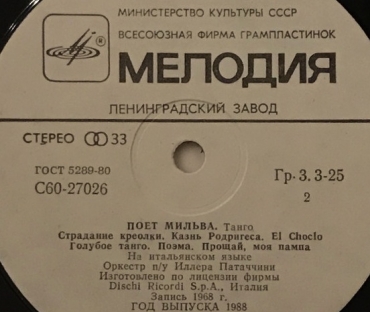 МИНИСТЕРСТВО КУЛЬТУРЫ СССР
ВСЕСОЮЗНАЯ ФИРМА ГРАМПЛАСТИНОК
® МЕЛОДИЯ
ЛЕНИНГРАДСКИЙ ЗАВОД
СТЕРЕО 33
ГОСТ 5289-80
С60-27026
Гр. 3. 3-25
2
ПОЕТ МИЛЬВА. Танго
Страдание креолки. Казнь Родригеса. El Choclo
Голубое танго. Поэма. Прощай, моя пампа
На итальянском языке
Оркестр п/у Иллера Патаччини
Изготовлено по лицензии фирмы
Dischi Ricordi S.p.A., Италия
Запись 1968 г.
ГОД ВЫПУСКА 1988